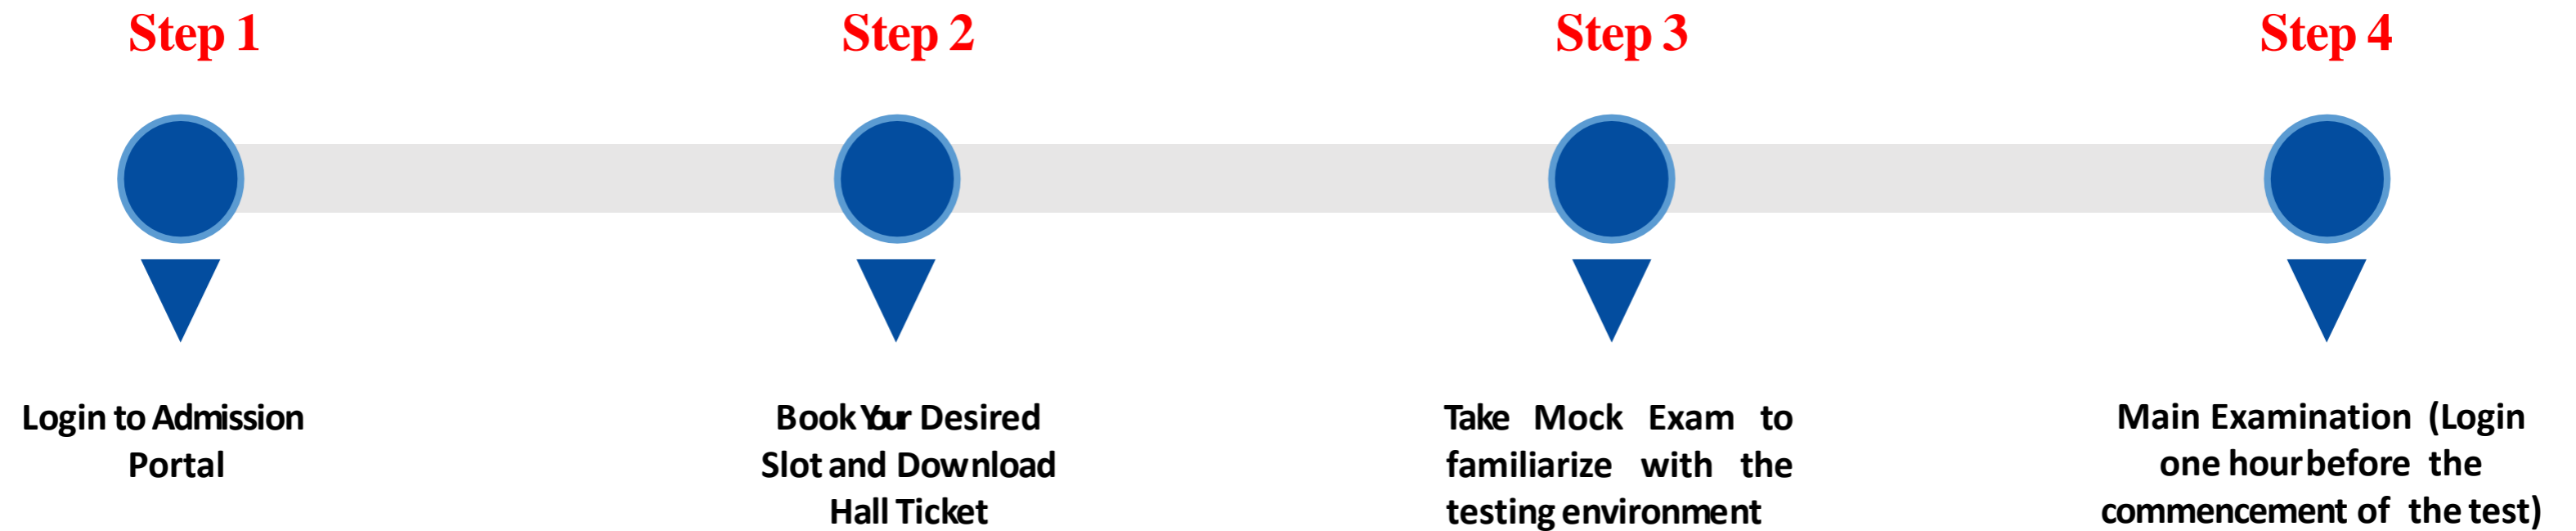 Step 1
Step 2
Step 3
Step 4
Login to Admission
Portal
Book Your Desired
Slot and Download
Hall Ticket
Take Mock Exam to
familiarize with the
testing environment
Main Examination (Login
one hour before the
commencement of the test)